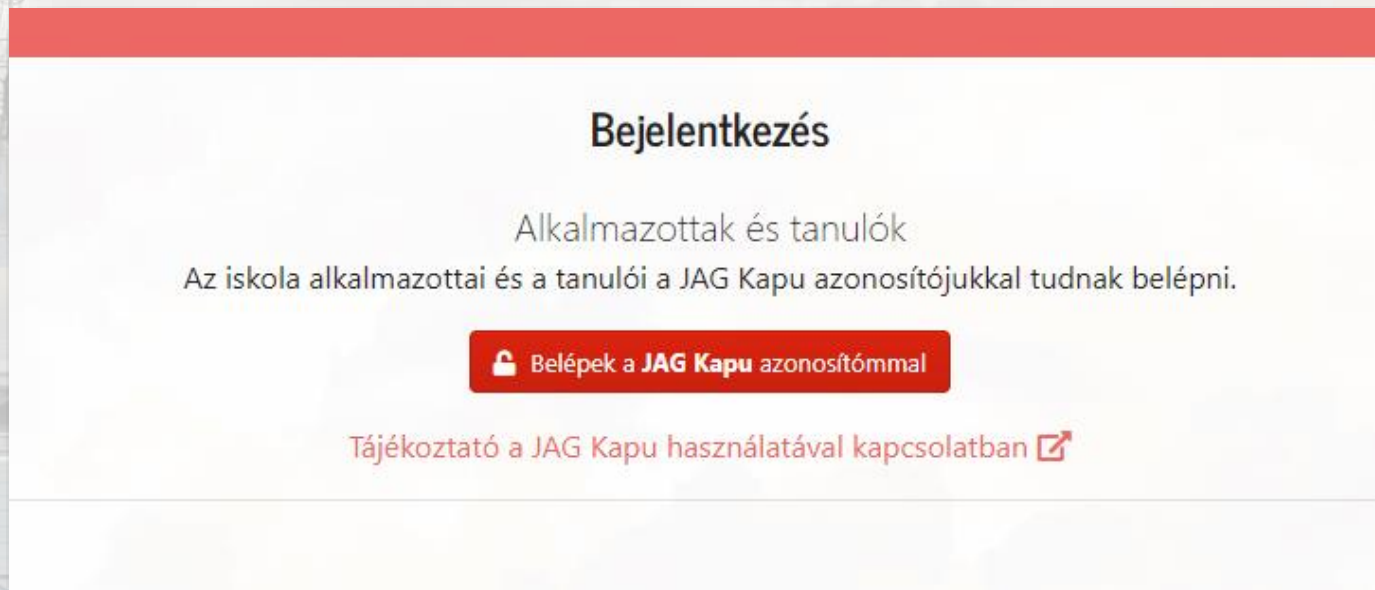 Bejelentkezés
Alkalmazottak és tanulók
Az iskola alkalmazottai és a tanulói a JAG Kapu azonosítójukkal tudnak belépni.
Belépek a JAG Kapu azonosítómmal
Tájékoztató a JAG Kapu használatával kapcsolatban